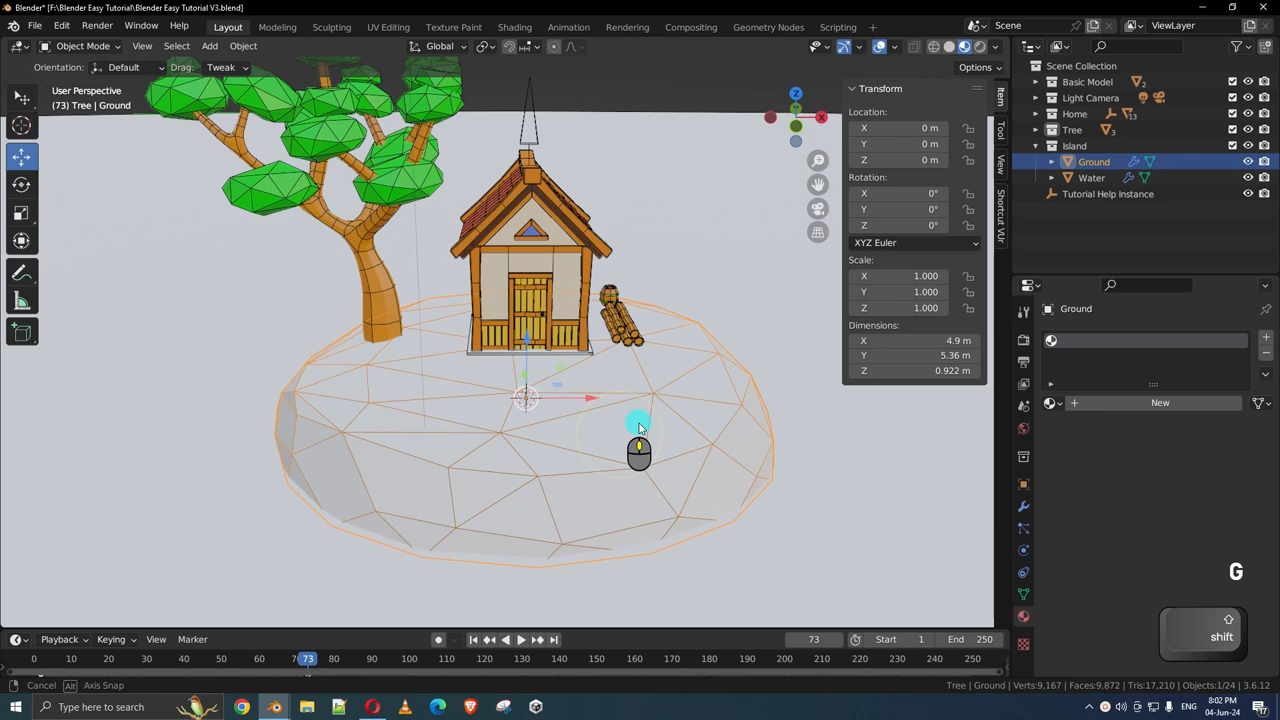 Blender* [F:\Blender Easy Tutorial\Blender Easy Tutorial V3.blend]
File Edit Render Window Help Layout Modeling Sculpting UV Editing Texture Paint Shading Animation Rendering Compositing Geometry Nodes Scripting + Scene ViewLayer
Object Mode View Select Add Object Global
Orientation: Default Drag: Tweak Options
User Perspective
(73) Tree | Ground
Z
Y
X
Transform
Location:
X 0 m
Y 0 m
Z 0 m
Rotation:
X 0°
Y 0°
Z 0°
XYZ Euler
Scale:
X 1.000
Y 1.000
Z 1.000
Dimensions:
X 4.9 m
Y 5.36 m
Z 0.922 m
Item
Tool
View
Shortcut VUr
Scene Collection
Basic Model 2
Light Camera
Home 13
Tree 3
Island
Ground
Water
Tutorial Help Instance
Ground
+ New
G
shift
Playback Keying View Marker 73 Start 1 End 250
0 10 20 30 40 50 60 7 73 80 90 100 110 120 130 140 150 160 170 180 190 200 210 220 230 240 250
Cancel Alt Axis Snap Tree | Ground | Verts:9,167 | Faces:9,872 | Tris:17,210 | Objects:1/24 | 3.6.12
Type here to search
8:02 PM
04-Jun-24